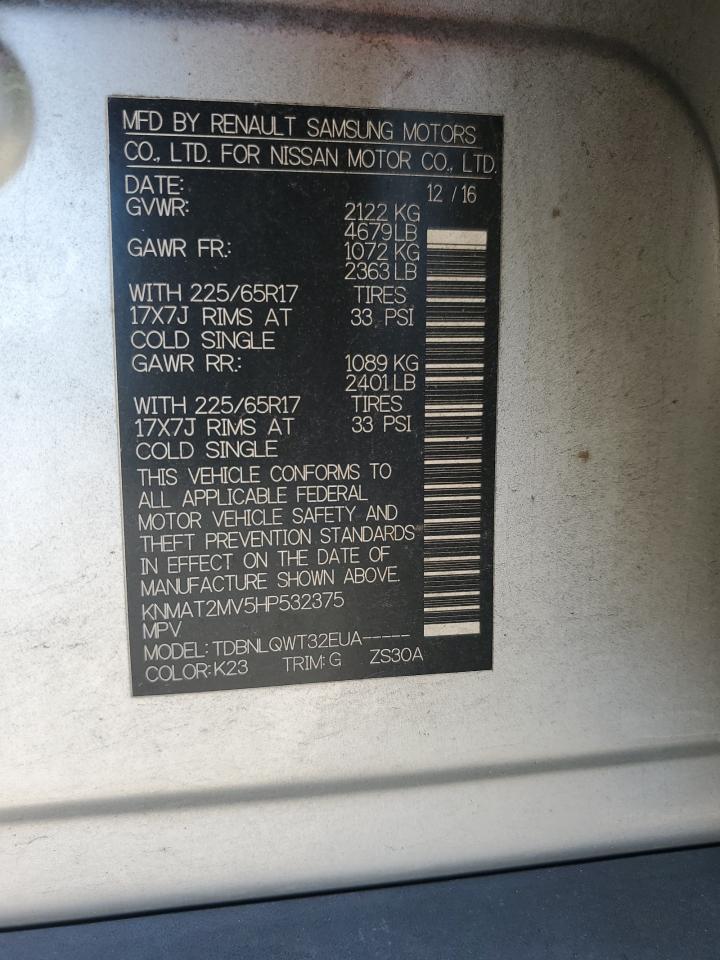 MFD BY RENAULT SAMSUNG MOTORS
CO., LTD. FOR NISSAN MOTOR CO., LTD.
DATE: 12 / 16
GVWR: 2122 KG
4679 LB
GAWR FR.: 1072 KG
2363 LB
WITH 225/65R17 TIRES
17X7J RIMS AT 33 PSI
COLD SINGLE
GAWR RR.: 1089 KG
2401 LB
WITH 225/65R17 TIRES
17X7J RIMS AT 33 PSI
COLD SINGLE
THIS VEHICLE CONFORMS TO
ALL APPLICABLE FEDERAL
MOTOR VEHICLE SAFETY AND
THEFT PREVENTION STANDARDS
IN EFFECT ON THE DATE OF
MANUFACTURE SHOWN ABOVE.
KNMAT2MV5HP532375
MPV
MODEL: TDBNLQWT32EUA-----
COLOR: K23 TRIM: G ZS30A